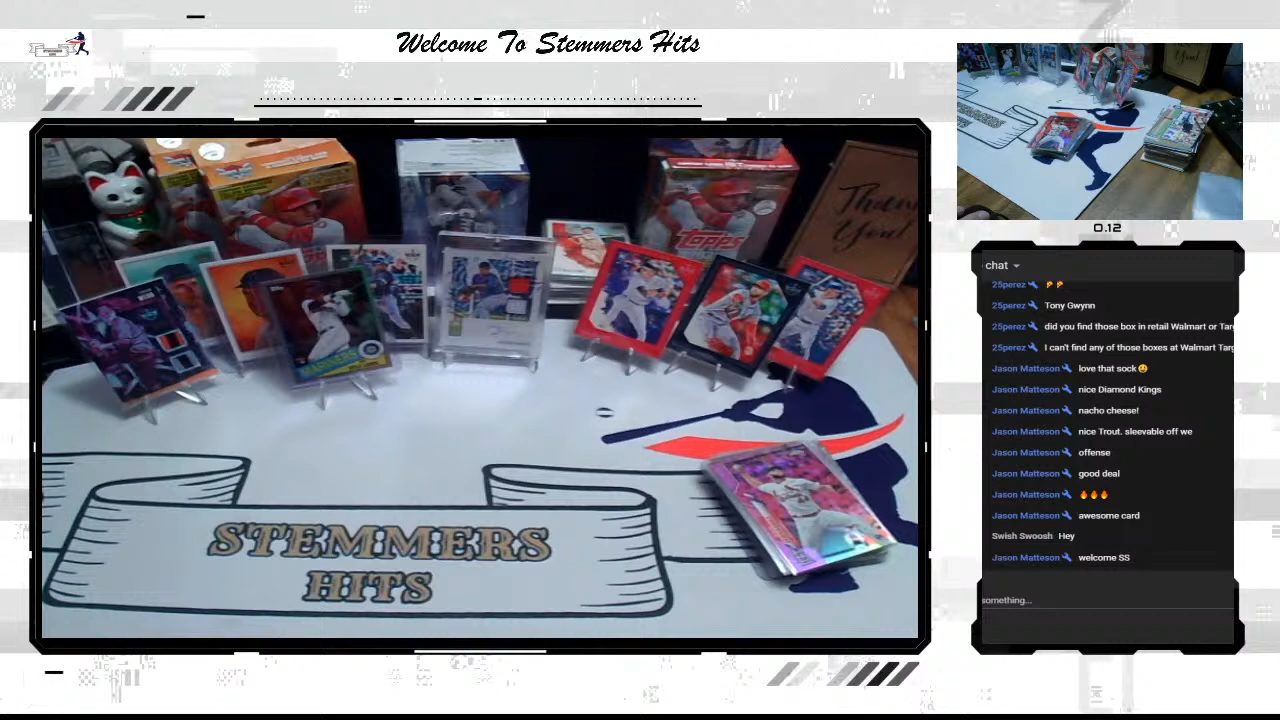 Welcome To Stemmers Hits
Thank
You!
TOPPS
MARINERS
STEMMERS
HITS
0.12
chat
25perez
25perez Tony Gwynn
25perez did you find those box in retail Walmart or Targ
25perez I can't find any of those boxes at Walmart Targ
Jason Matteson love that sock😃
Jason Matteson nice Diamond Kings
Jason Matteson nacho cheese!
Jason Matteson nice Trout. sleevable off we
Jason Matteson offense
Jason Matteson good deal
Jason Matteson 🔥🔥🔥
Jason Matteson awesome card
Swish Swoosh Hey
Jason Matteson welcome SS
something...